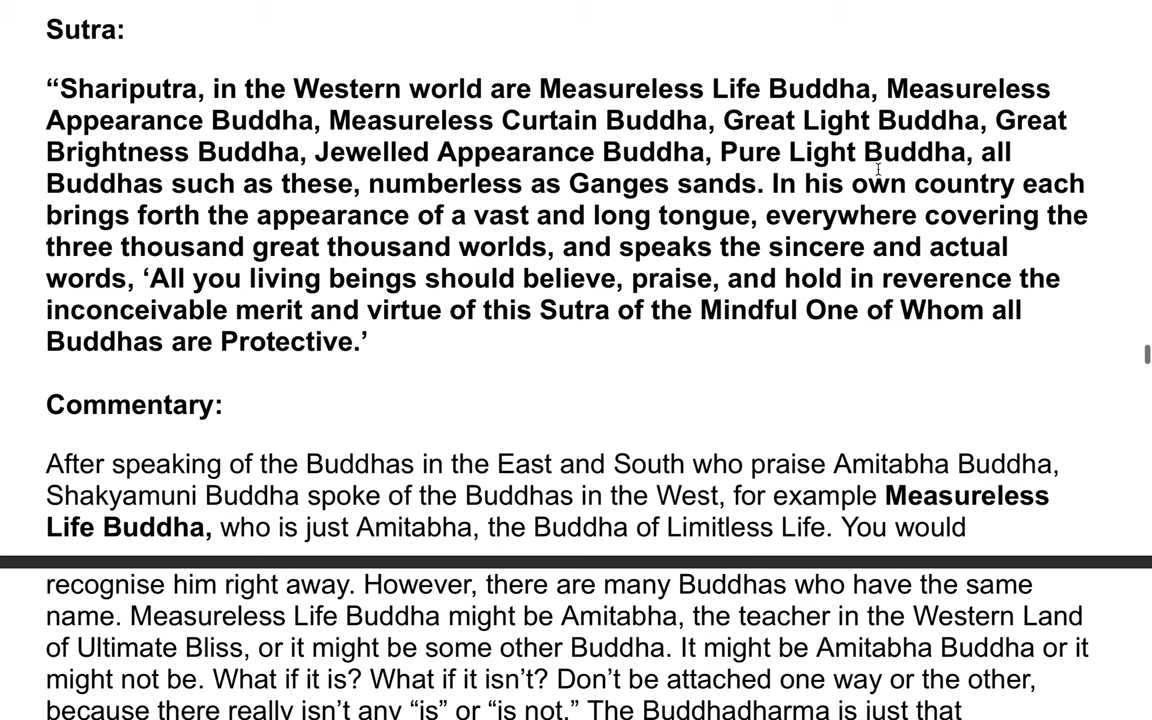 Sutra:
“Shariputra, in the Western world are Measureless Life Buddha, Measureless
Appearance Buddha, Measureless Curtain Buddha, Great Light Buddha, Great
Brightness Buddha, Jewelled Appearance Buddha, Pure Light Buddha, all
Buddhas such as these, numberless as Ganges sands. In his own country each
brings forth the appearance of a vast and long tongue, everywhere covering the
three thousand great thousand worlds, and speaks the sincere and actual
words, ‘All you living beings should believe, praise, and hold in reverence the
inconceivable merit and virtue of this Sutra of the Mindful One of Whom all
Buddhas are Protective.’
Commentary:
After speaking of the Buddhas in the East and South who praise Amitabha Buddha,
Shakyamuni Buddha spoke of the Buddhas in the West, for example Measureless
Life Buddha, who is just Amitabha, the Buddha of Limitless Life. You would
recognise him right away. However, there are many Buddhas who have the same
name. Measureless Life Buddha might be Amitabha, the teacher in the Western Land
of Ultimate Bliss, or it might be some other Buddha. It might be Amitabha Buddha or it
might not be. What if it is? What if it isn’t? Don’t be attached one way or the other,
because there really isn’t any “is” or “is not.” The Buddhadharma is just that